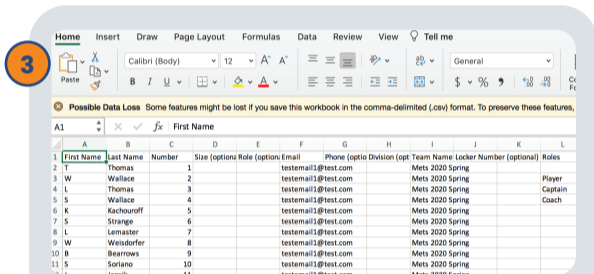 3
Home Insert Draw Page Layout Formulas Data Review View Tell me
Paste Calibri (Body) 12 A A General
B I U A $ % 9
Possible Data Loss Some features might be lost if you save this workbook in the comma-delimited (.csv) format. To preserve these features,
A1 fx First Name
A B C D E F G H I J K L
1 First Name Last Name Number Size (optiona Role (option Email Phone (optio Division (opt Team Name Locker Number (optional) Roles
2 T Thomas 1 testemail1@test.com Mets 2020 Spring
3 W Wallace 2 testemail1@test.com Mets 2020 Spring Player
4 L Thomas 3 testemail1@test.com Mets 2020 Spring Captain
5 S Wallace 4 testemail1@test.com Mets 2020 Spring Coach
6 K Kachouroff 5 testemail1@test.com Mets 2020 Spring
7 S Strange 6 testemail1@test.com Mets 2020 Spring
8 L Lemaster 7 testemail1@test.com Mets 2020 Spring
9 W Weisdorfer 8 testemail1@test.com Mets 2020 Spring
10 B Bearrows 9 testemail1@test.com Mets 2020 Spring
11 S Soriano 10 testemail1@test.com Mets 2020 Spring